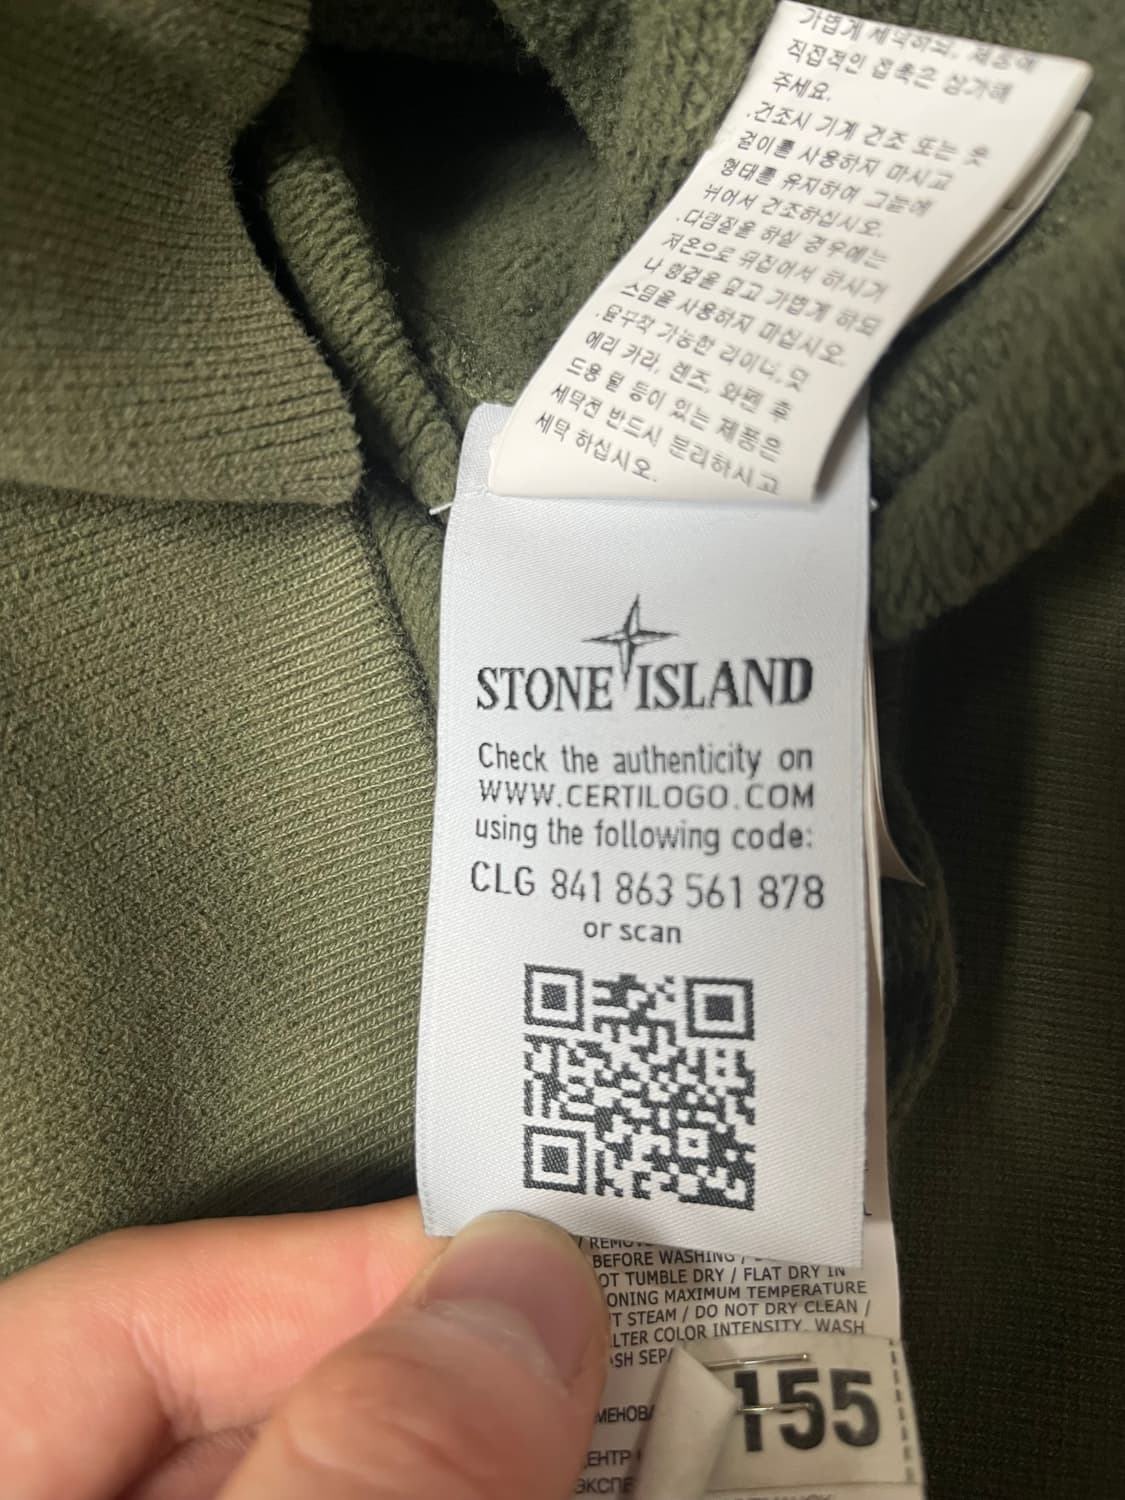 가볍게 세탁하되, 제품에
직접적인 접촉은 삼가해
주세요.
.건조시 기계 건조 또는 옷
걸이를 사용하지 마시고
형태를 유지하여 그늘에
뉘어서 건조하십시오.
.다림질을 하실 경우에는
저온으로 뒤집어서 하시거
나 헝겊을 덮고 가볍게 하되
스팀을 사용하지 마십시오.
.탈부착 가능한 라이너, 모
에리 카라, 렌즈, 와펜 후
드용 털 등이 있는 제품은
세탁전 반드시 분리하시고
세탁 하십시오.
STONE ISLAND
Check the authenticity on
WWW.CERTILOGO.COM
using the following code:
CLG 841 863 561 878
or scan
BEFORE WASHING /
OT TUMBLE DRY / FLAT DRY IN
ONING MAXIMUM TEMPERATURE
'T STEAM / DO NOT DRY CLEAN /
LTER COLOR INTENSITY. WASH
155